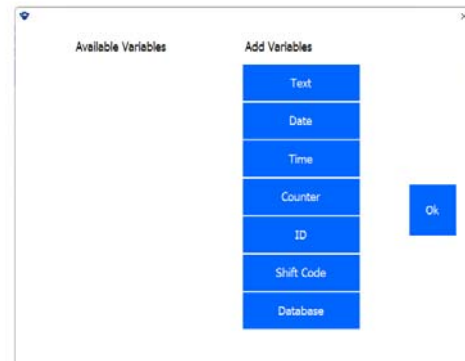 Available Variables
Add Variables
Text
Date
Time
Counter
ID
Shift Code
Database
Ok